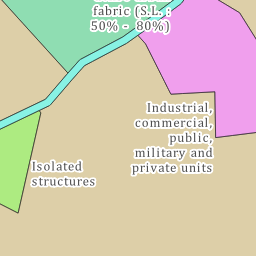 fabric (S.L. :
50% - 80%)
Industrial,
commercial,
public,
military and
private units
Isolated
structures